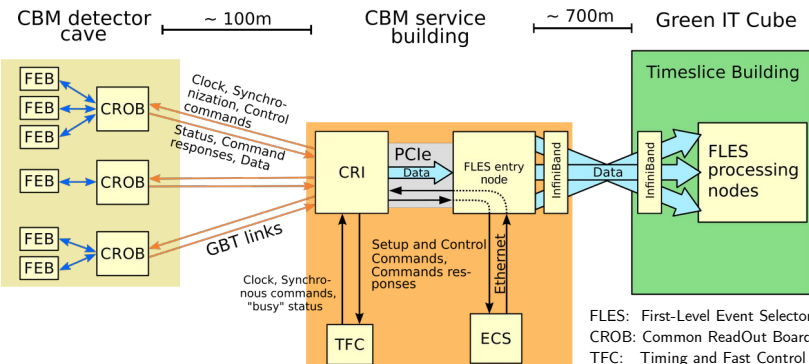 CBM detector
cave
~ 100m
CBM service
building
~ 700m
Green IT Cube
FEB
FEB
FEB
CROB
FEB
CROB
FEB
FEB
CROB
Clock, Synchro-
nization, Control
commands
Status, Command
responses, Data
GBT links
CRI
PCIe
Data
FLES entry
node
InfiniBand
Data
InfiniBand
Timeslice Building
FLES
processing
nodes
Setup and Control
Commands,
Commands res-
ponses
Ethernet
Clock, Synchro-
nous commands,
"busy" status
TFC
ECS
FLES: First-Level Event Selector
CROB: Common ReadOut Board
TFC: Timing and Fast Control